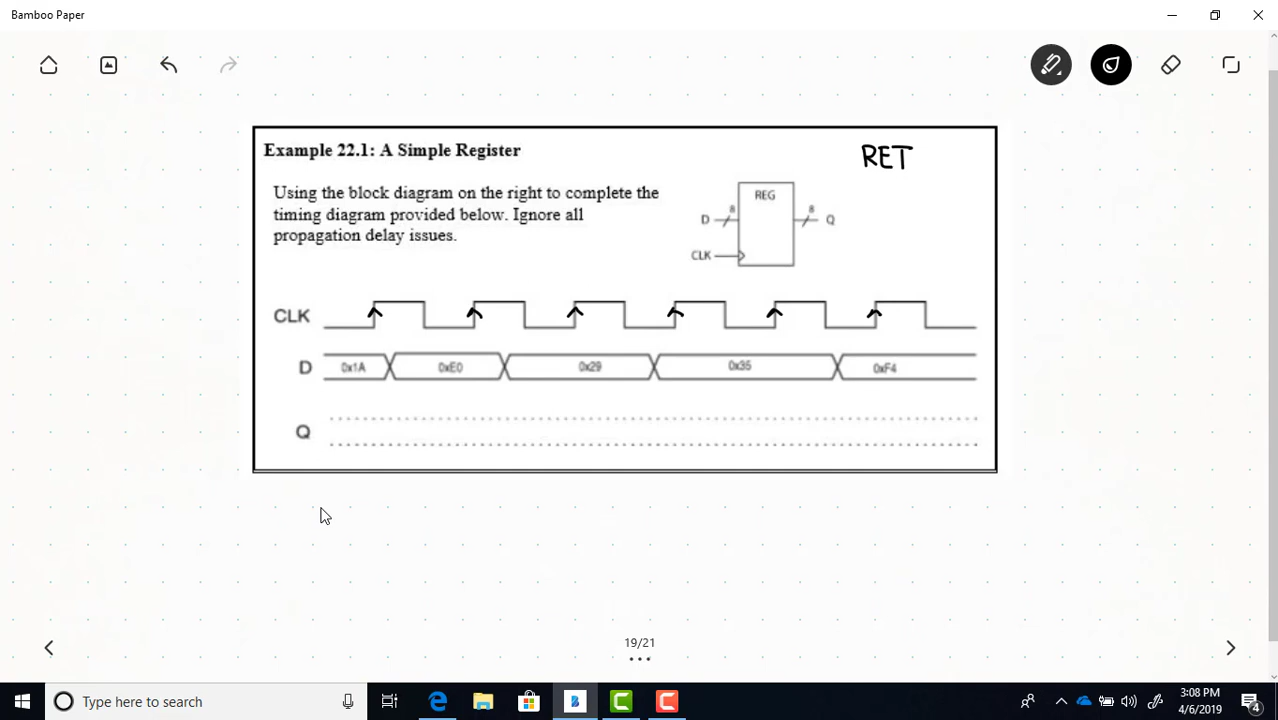 Bamboo Paper
Example 22.1: A Simple Register
RET
Using the block diagram on the right to complete the
timing diagram provided below. Ignore all
propagation delay issues.
REG
D
8
8
Q
CLK
CLK
D
0x1A
0xE0
0x29
0x35
0xF4
Q
19/21
Type here to search
3:08 PM
4/6/2019
4